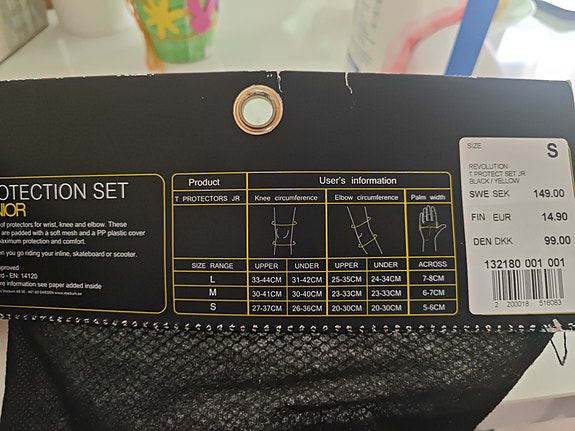 OTECTION SET
NIOR
of protectors for wrist, knee and elbow. These
are padded with a soft mesh and a PP plastic cover
aximum protection and comfort.
en you go riding your inline, skateboard or scooter.
pproved
rd - EN: 14120
re information see paper added inside
Product User's information
T PROTECTORS JR Knee circumference Elbow circumference Palm width
SIZE RANGE UPPER UNDER UPPER UNDER ACROSS
L 33-44CM 31-42CM 25-35CM 24-34CM 7-8CM
M 30-41CM 30-40CM 23-33CM 23-33CM 6-7CM
S 27-37CM 26-36CM 20-30CM 20-30CM 5-6CM
SIZE S
REVOLUTION
T PROTECT SET JR
BLACK / YELLOW
SWE SEK 149.00
FIN EUR 14.90
DEN DKK 99.00
132180 001 001
2 200018 516083